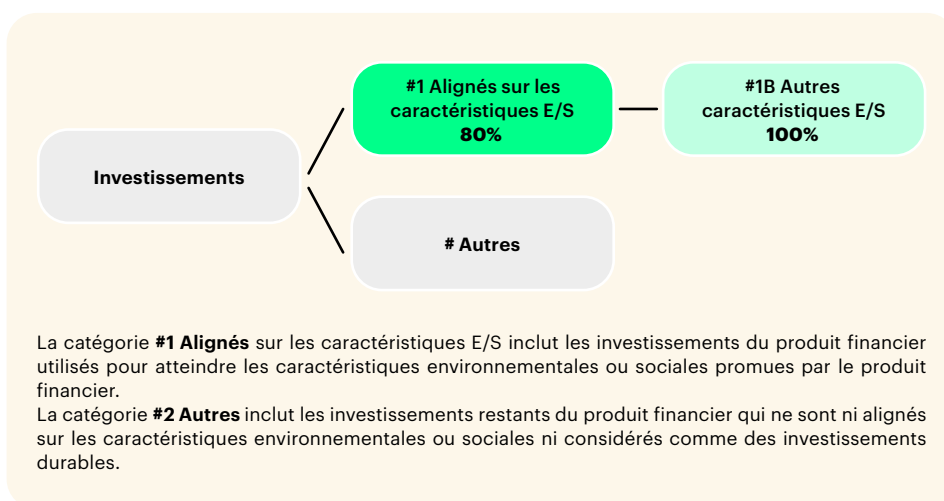 #1 Alignés sur les
caractéristiques E/S
80%
#1B Autres
caractéristiques E/S
100%
Investissements
# Autres
La catégorie #1 Alignés sur les caractéristiques E/S inclut les investissements du produit financier
utilisés pour atteindre les caractéristiques environnementales ou sociales promues par le produit
financier.
La catégorie #2 Autres inclut les investissements restants du produit financier qui ne sont ni alignés
sur les caractéristiques environnementales ou sociales ni considérés comme des investissements
durables.